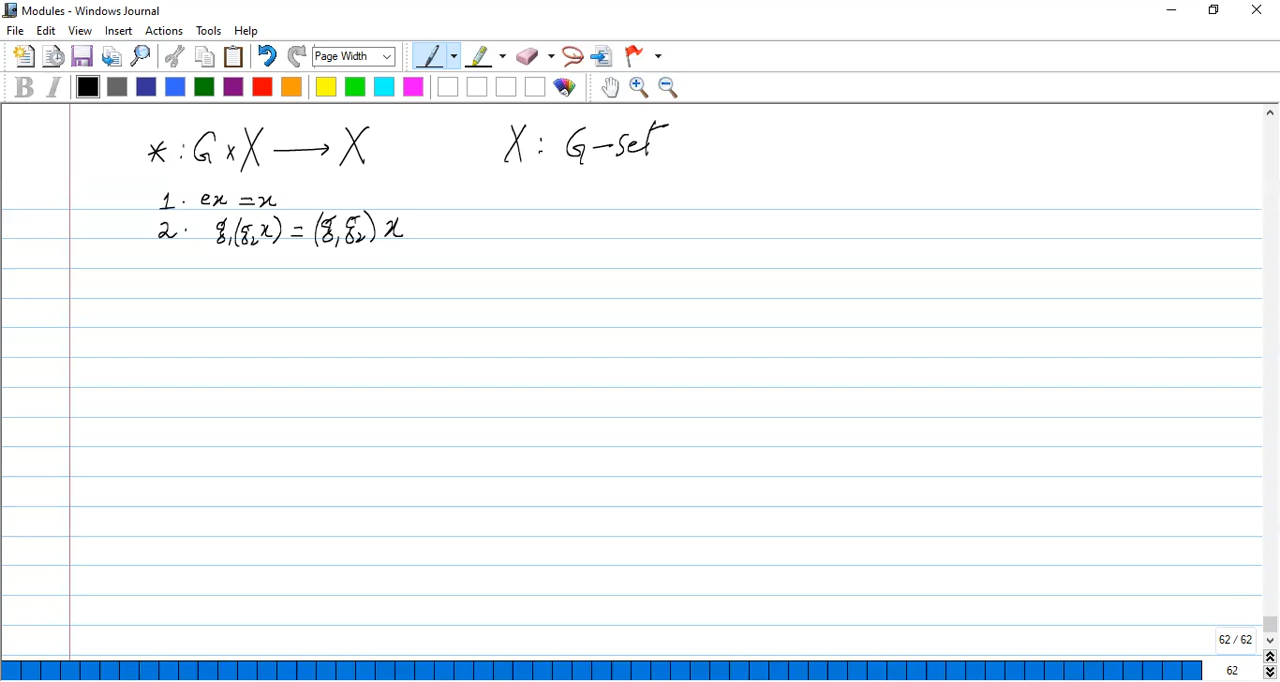 Modules - Windows Journal
File Edit View Insert Actions Tools Help
Page Width
B I
* : G × X ⟶ X X : G-set
1. ex = x
2. g₁(g₂x) = (g₁g₂)x
62 / 62
62